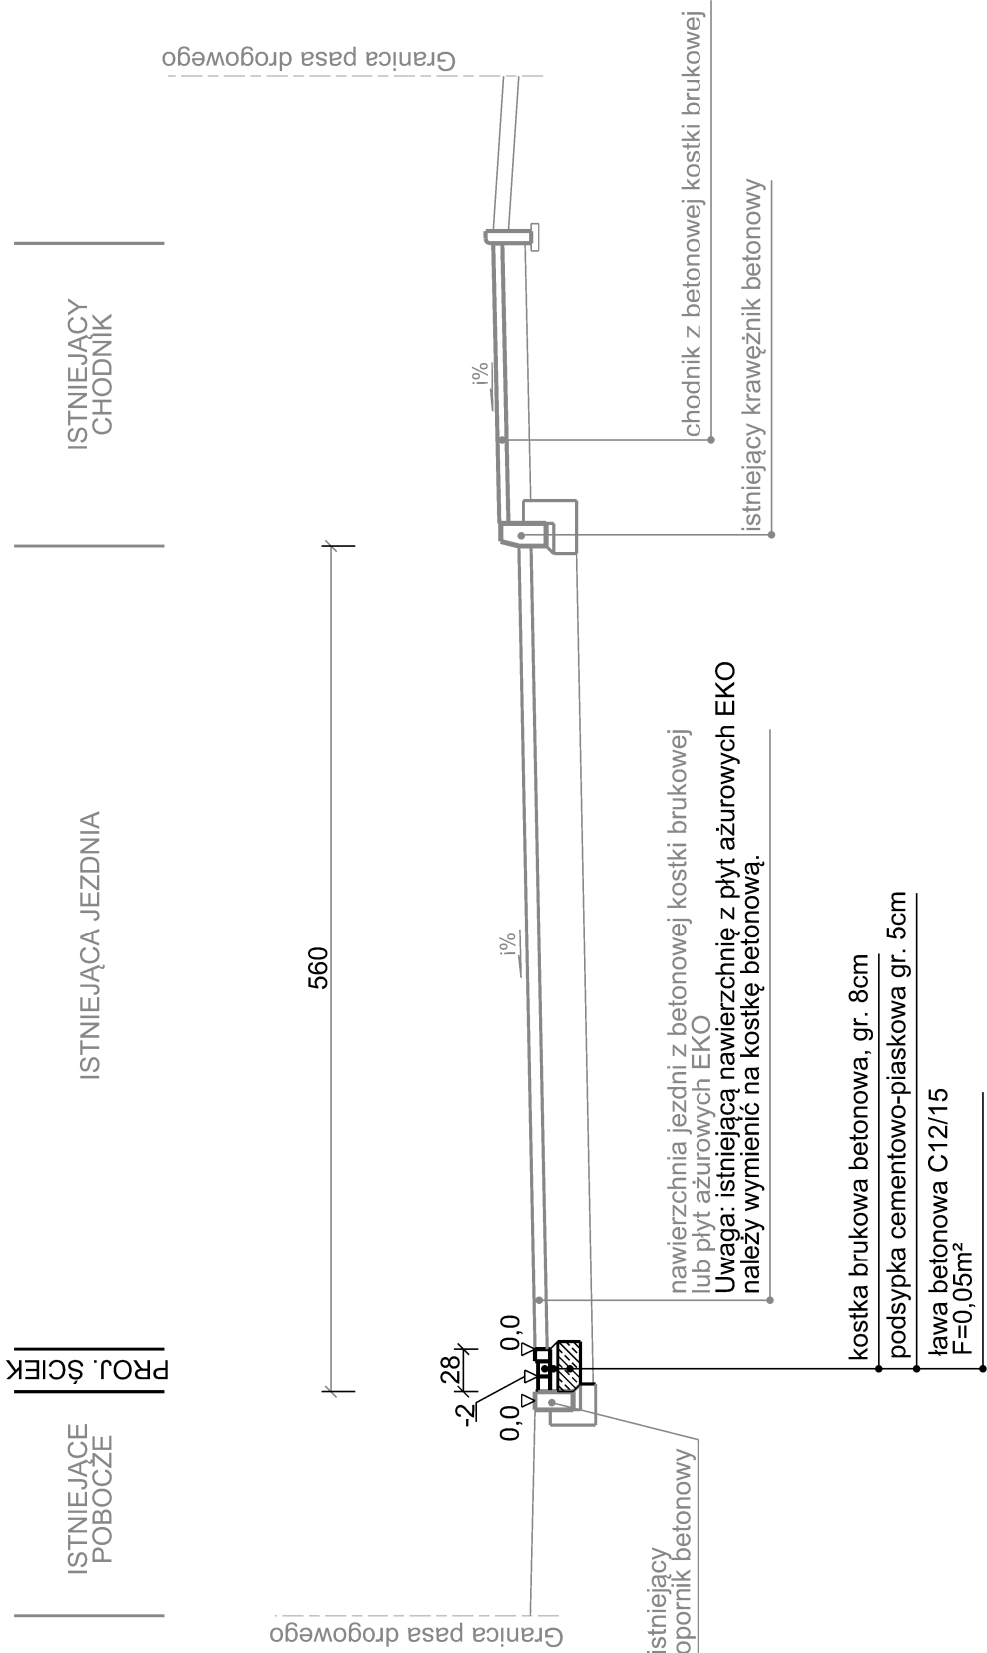 Granica pasa drogowego
ISTNIEJĄCE
POBOCZE
PROJ. ŚCIEK
ISTNIEJĄCA JEZDNIA
ISTNIEJĄCY
CHODNIK
Granica pasa drogowego
560
28
-2
0,0
0,0
i%
i%
istniejący
opornik betonowy
nawierzchnia jezdni z betonowej kostki brukowej
lub płyt ażurowych EKO
Uwaga: istniejącą nawierzchnię z płyt ażurowych EKO
należy wymienić na kostkę betonową.
chodnik z betonowej kostki brukowej
istniejący krawężnik betonowy
kostka brukowa betonowa, gr. 8cm
podsypka cementowo-piaskowa gr. 5cm
ława betonowa C12/15
F=0,05m²